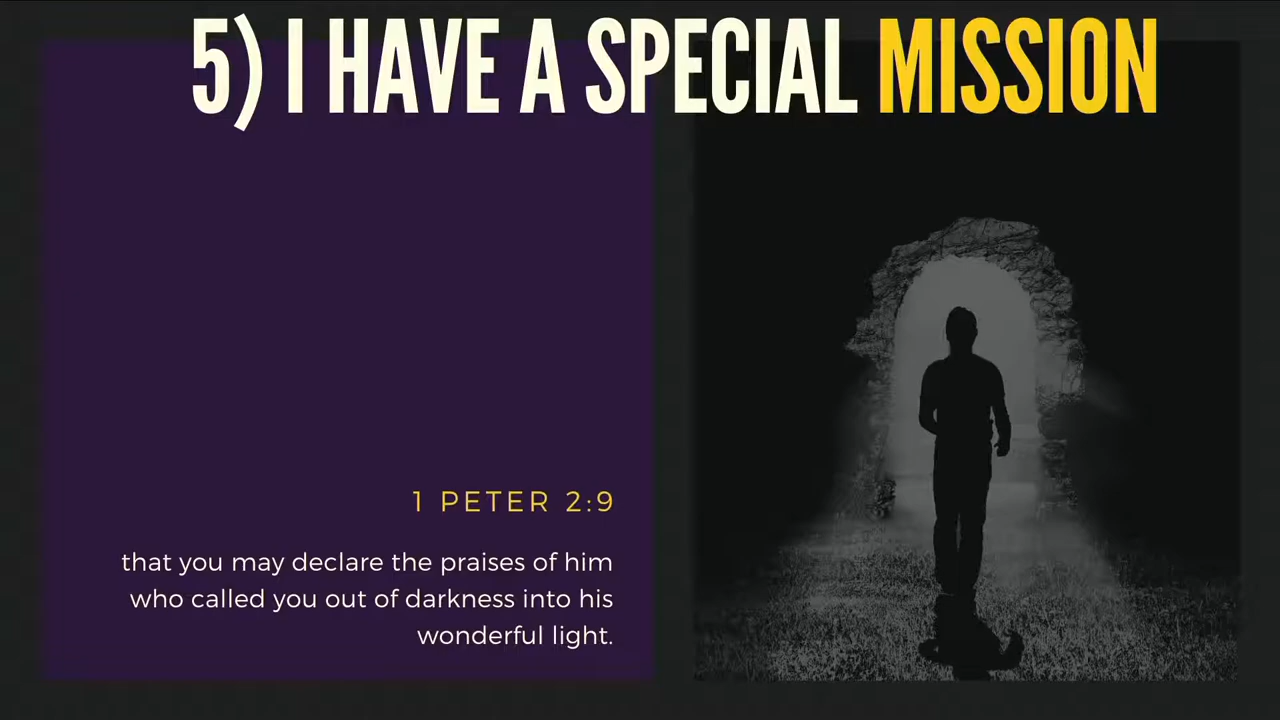 5) I HAVE A SPECIAL MISSION
1 PETER 2:9
that you may declare the praises of him
who called you out of darkness into his
wonderful light.